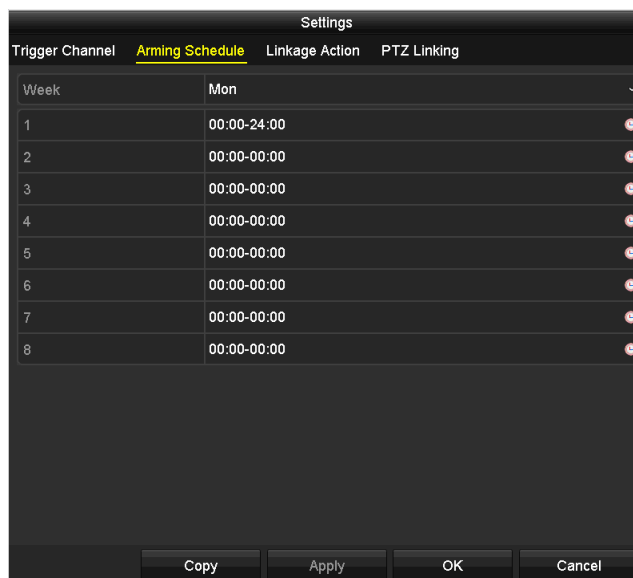 Settings
Trigger Channel Arming Schedule Linkage Action PTZ Linking
Week Mon
1 00:00-24:00
2 00:00-00:00
3 00:00-00:00
4 00:00-00:00
5 00:00-00:00
6 00:00-00:00
7 00:00-00:00
8 00:00-00:00
Copy Apply OK Cancel